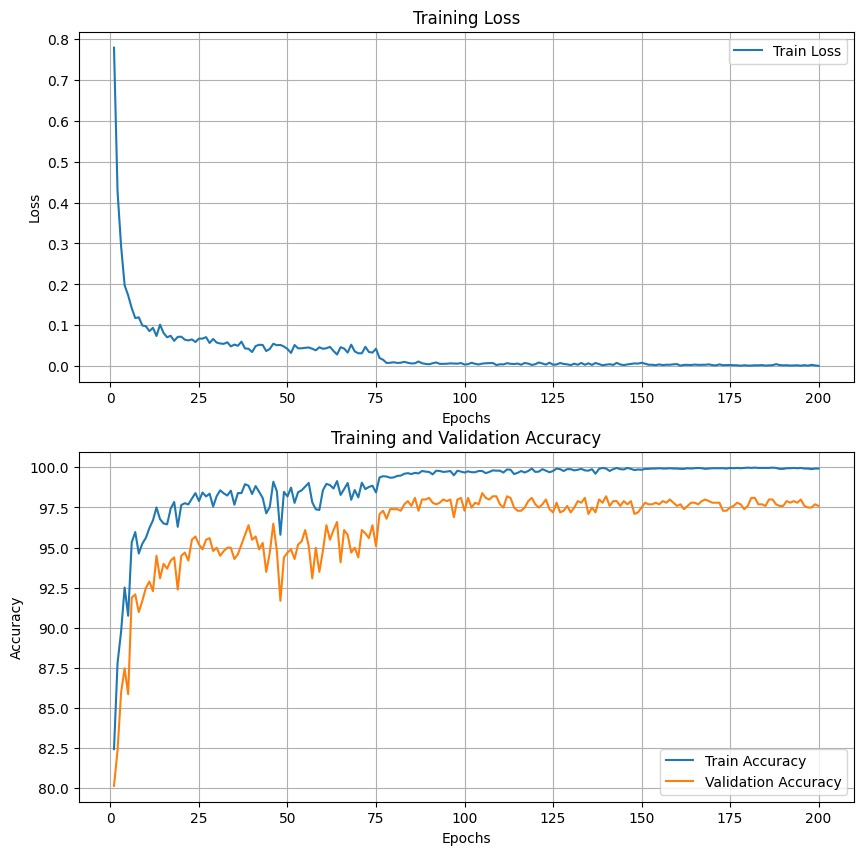 Training Loss
0.8
0.7
0.6
0.5
0.4
0.3
0.2
0.1
0.0
Loss
Train Loss
0 25 50 75 100 125 150 175 200
Epochs
Training and Validation Accuracy
100.0
97.5
95.0
92.5
90.0
87.5
85.0
82.5
80.0
Accuracy
Train Accuracy
Validation Accuracy
0 25 50 75 100 125 150 175 200
Epochs